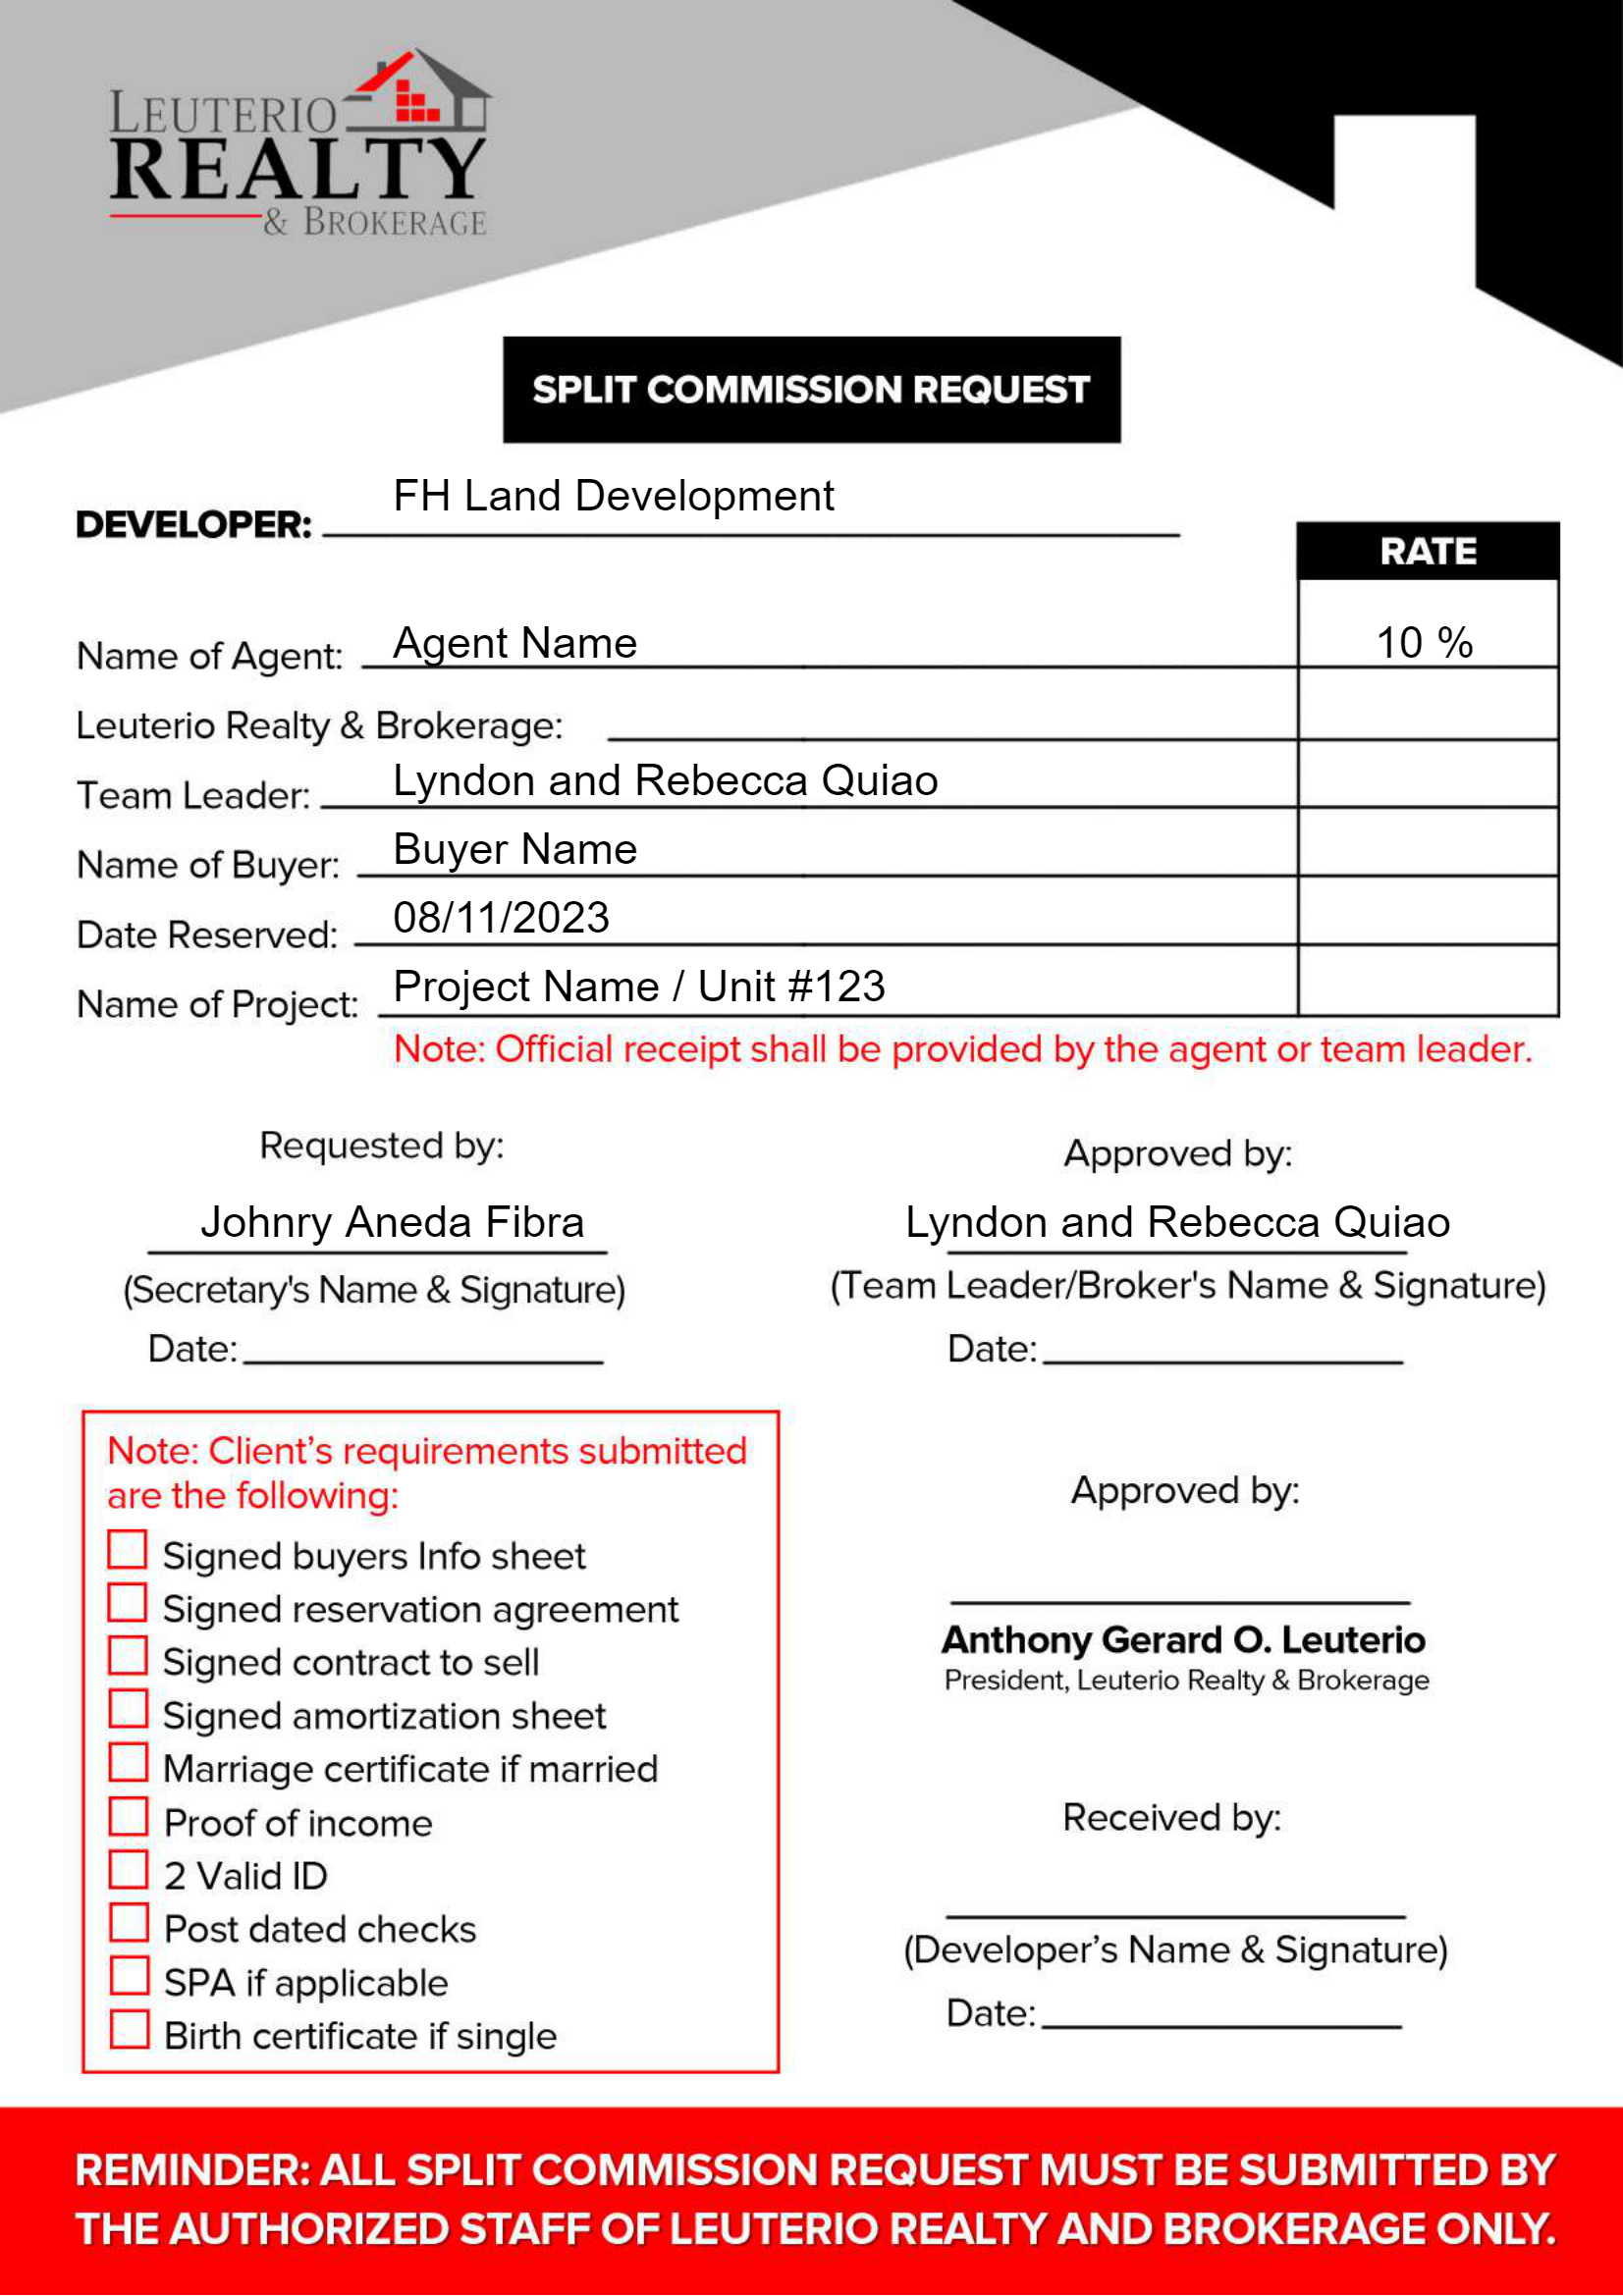 LEUTERIO
REALTY
& BROKERAGE
SPLIT COMMISSION REQUEST
DEVELOPER: FH Land Development
RATE
Name of Agent: Agent Name 10 %
Leuterio Realty & Brokerage:
Team Leader: Lyndon and Rebecca Quiao
Name of Buyer: Buyer Name
Date Reserved: 08/11/2023
Name of Project: Project Name / Unit #123
Note: Official receipt shall be provided by the agent or team leader.
Requested by:
Johnry Aneda Fibra
(Secretary's Name & Signature)
Date:
Approved by:
Lyndon and Rebecca Quiao
(Team Leader/Broker's Name & Signature)
Date:
Note: Client’s requirements submitted
are the following:
Signed buyers Info sheet
Signed reservation agreement
Signed contract to sell
Signed amortization sheet
Marriage certificate if married
Proof of income
2 Valid ID
Post dated checks
SPA if applicable
Birth certificate if single
Approved by:
Anthony Gerard O. Leuterio
President, Leuterio Realty & Brokerage
Received by:
(Developer’s Name & Signature)
Date:
REMINDER: ALL SPLIT COMMISSION REQUEST MUST BE SUBMITTED BY
THE AUTHORIZED STAFF OF LEUTERIO REALTY AND BROKERAGE ONLY.